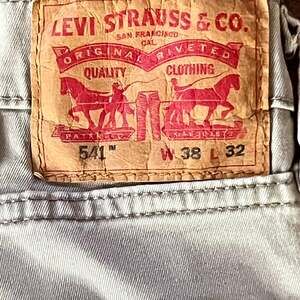 LEVI STRAUSS & CO.
SAN FRANCISCO
CAL.
ORIGINAL RIVETED
QUALITY CLOTHING
541™ W 38 L 32